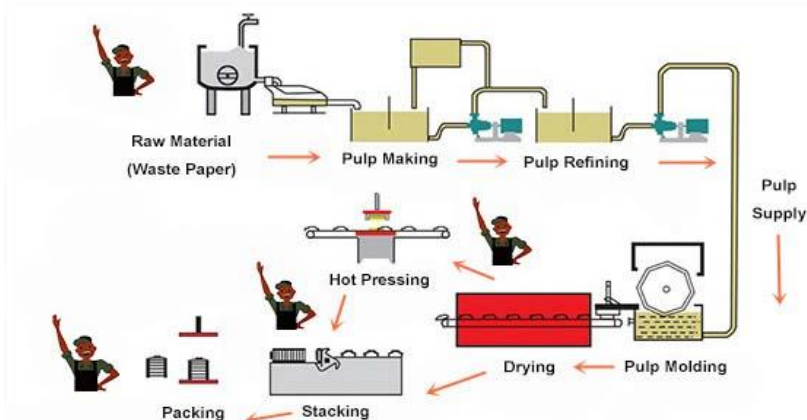 Raw Material
(Waste Paper)
Pulp Making
Pulp Refining
Pulp
Supply
Hot Pressing
Drying
Pulp Molding
Packing
Stacking